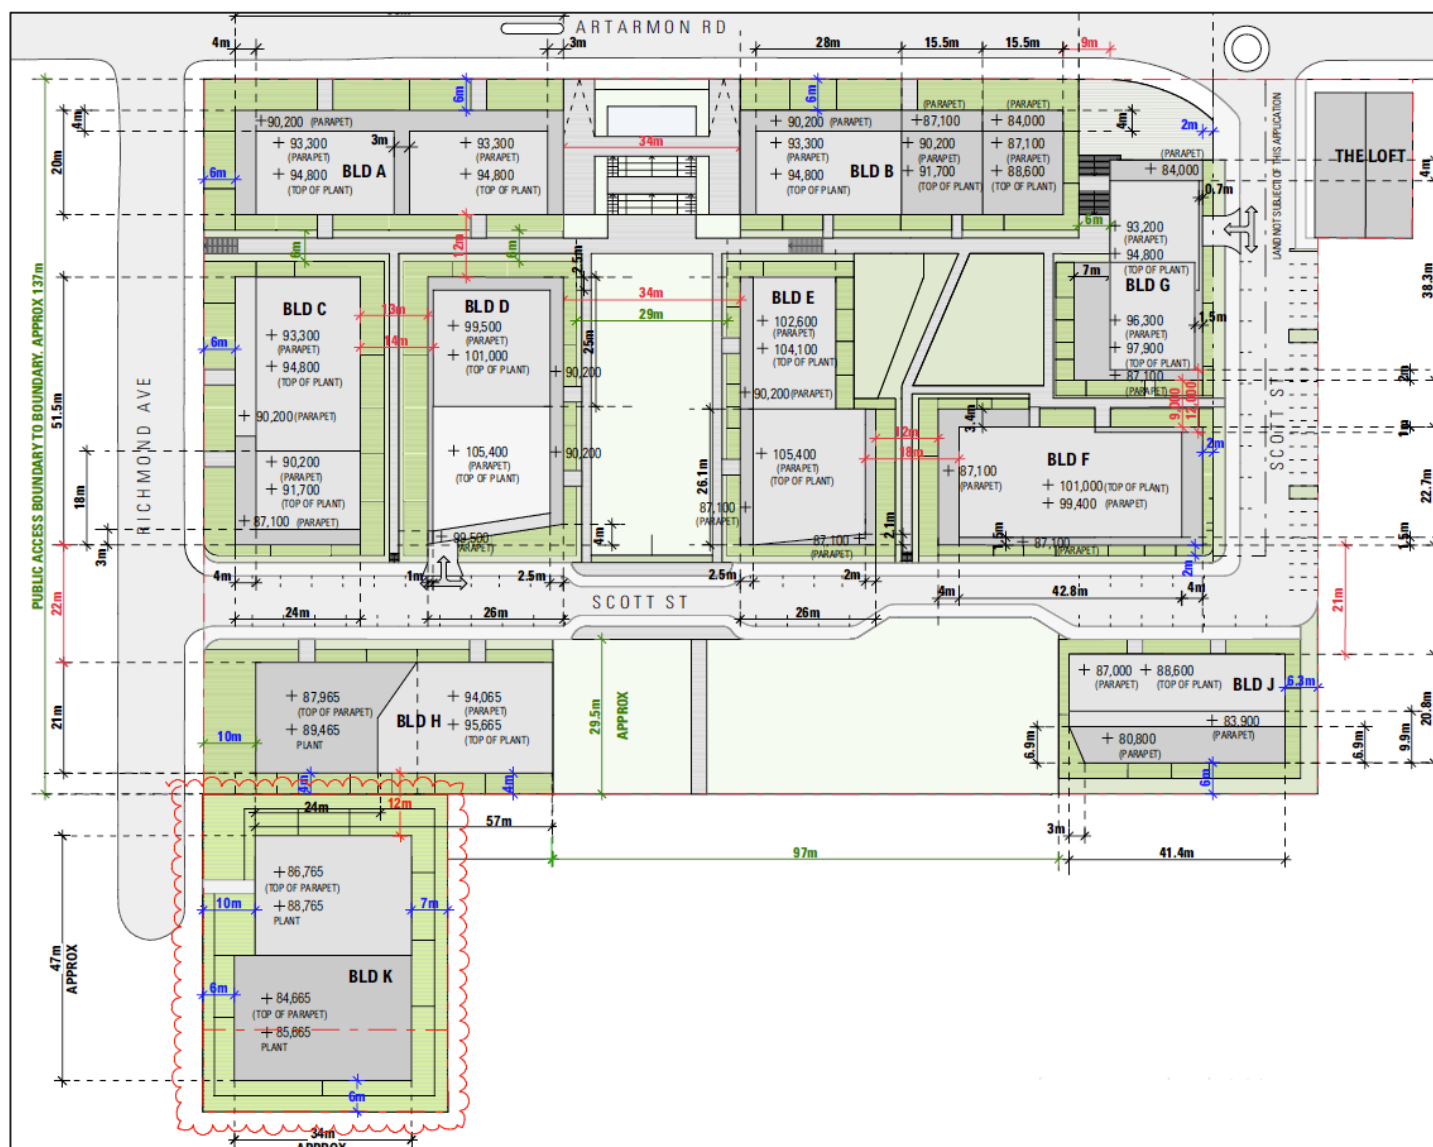 ARTARMON RD
4m
3m
28m
15.5m
15.5m
9m
6m
6m
4m
20m
3m
90,200 (PARAPET)
93,300
(PARAPET)
94,800
(TOP OF PLANT)
BLD A
93,300
(PARAPET)
94,800
(TOP OF PLANT)
34m
90,200 (PARAPET)
93,300
(PARAPET)
94,800
(TOP OF PLANT)
BLD B
(PARAPET)
87,100
90,200
(PARAPET)
91,700
(TOP OF PLANT)
(PARAPET)
84,000
87,100
(PARAPET)
88,600
(TOP OF PLANT)
4m
2m
(PARAPET)
84,000
0.7m
LAND NOT SUBJECT OF THIS APPLICATION
THE LOFT
4m
38.3m
6m
6m
12m
6m
2.5m
6m
93,200
(PARAPET)
94,800
(TOP OF PLANT)
7m
BLD G
96,300
(PARAPET)
97,900
(TOP OF PLANT)
87,100
(PARAPET)
1.5m
2m
9,000
12,000
PUBLIC ACCESS BOUNDARY TO BOUNDARY. APPROX 137m
RICHMOND AVE
51.5m
6m
BLD C
93,300
(PARAPET)
94,800
(TOP OF PLANT)
90,200 (PARAPET)
90,200
(PARAPET)
91,700
(TOP OF PLANT)
87,100 (PARAPET)
18m
3m
13m
14m
BLD D
99,500
(PARAPET)
101,000
(TOP OF PLANT)
25m
90,200
105,400
(PARAPET)
(TOP OF PLANT)
90,200
99,500
(PARAPET)
4m
34m
29m
BLD E
102,600
(PARAPET)
104,100
(TOP OF PLANT)
90,200 (PARAPET)
26.1m
105,400
(PARAPET)
(TOP OF PLANT)
87,100
(PARAPET)
87,100
(PARAPET)
12m
18m
2.1m
3.4m
BLD F
87,100
(PARAPET)
101,000 (TOP OF PLANT)
99,400 (PARAPET)
1.5m
87,100
(PARAPET)
2m
2m
SCOTT ST
1m
22.7m
1.5m
22m
4m
1m
2.5m
2.5m
2m
SCOTT ST
24m
26m
26m
4m
42.8m
4m
21m
21m
87,965
(TOP OF PARAPET)
89,465
PLANT
BLD H
94,065
(PARAPET)
95,665
(TOP OF PLANT)
10m
4m
4m
29.5m
APPROX
87,000
(PARAPET)
88,600
(TOP OF PLANT)
BLD J
6.3m
83,900
(PARAPET)
80,800
(PARAPET)
6.9m
6.9m
9.9m
20.8m
6m
24m
12m
57m
97m
3m
41.4m
86,765
(TOP OF PARAPET)
88,765
PLANT
10m
7m
47m
APPROX
BLD K
6m
84,665
(TOP OF PARAPET)
85,665
PLANT
6m
34m
APPROX